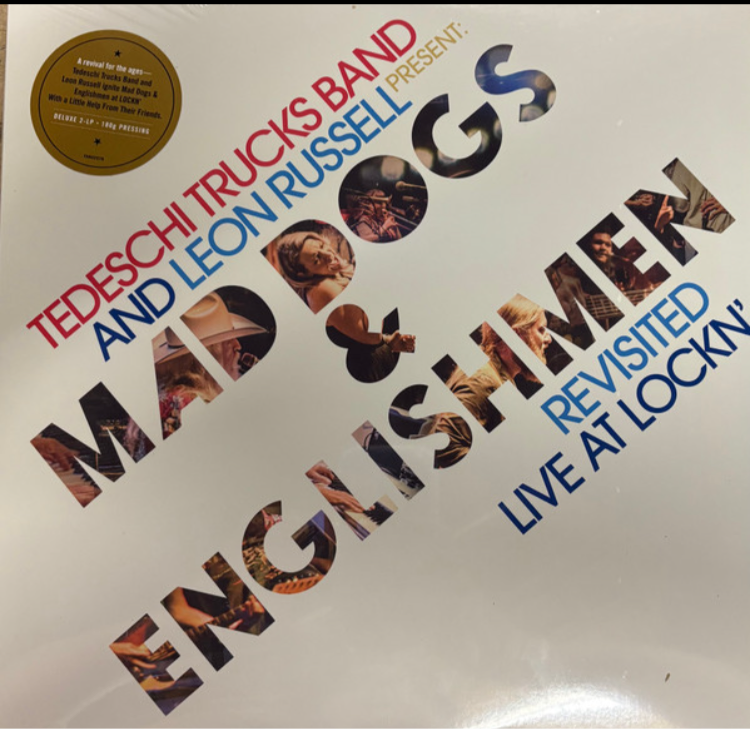 A revival for the ages—
Tedeschi Trucks Band and
Leon Russell ignite Mad Dogs &
Englishmen at LOCKN'
With a Little Help From Their Friends.
DELUXE 2-LP • 180g PRESSING
TEDESCHI TRUCKS BAND
AND LEON RUSSELL PRESENT:
MAD DOGS
&
ENGLISHMEN
REVISITED
LIVE AT LOCKN'